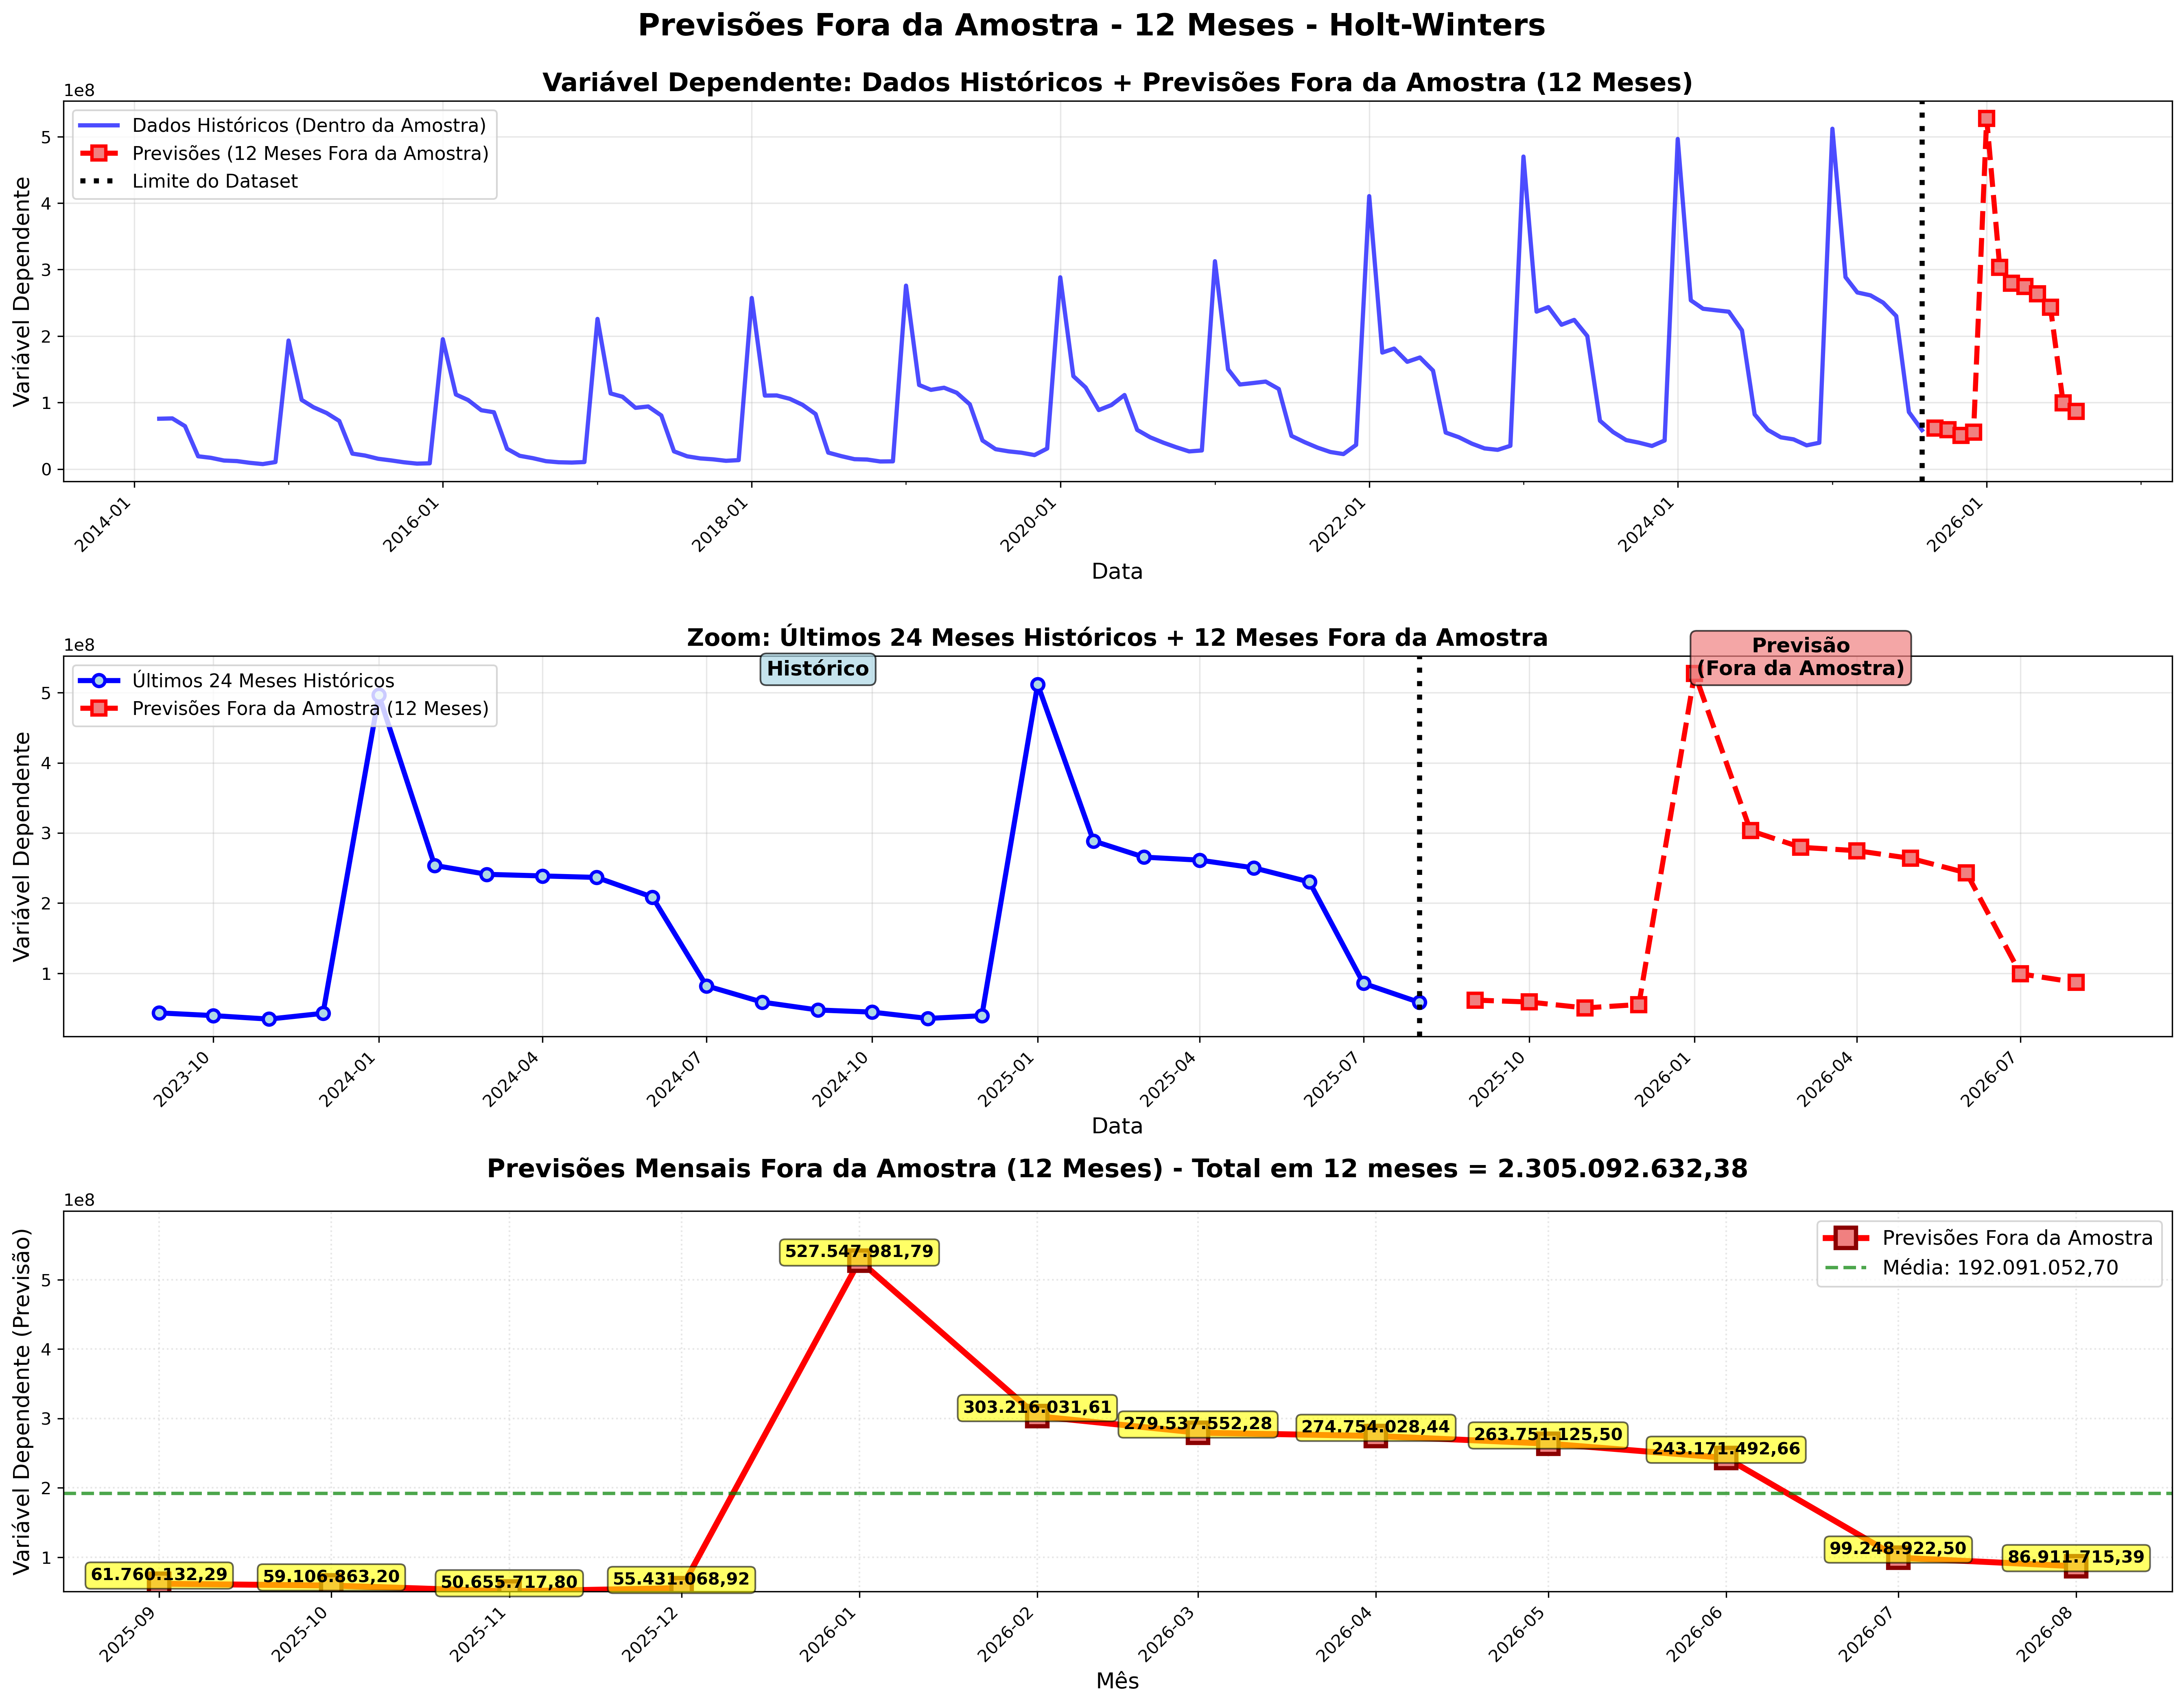 Previsões Fora da Amostra - 12 Meses - Holt-Winters
Variável Dependente: Dados Históricos + Previsões Fora da Amostra (12 Meses)
1e8
Dados Históricos (Dentro da Amostra)
Previsões (12 Meses Fora da Amostra)
Limite do Dataset
Variável Dependente
5
4
3
2
1
0
2014-01
2016-01
2018-01
2020-01
2022-01
2024-01
2026-01
Data
Zoom: Últimos 24 Meses Históricos + 12 Meses Fora da Amostra
1e8
Últimos 24 Meses Históricos
Previsões Fora da Amostra (12 Meses)
Histórico
Previsão
(Fora da Amostra)
Variável Dependente
5
4
3
2
1
2023-10
2024-01
2024-04
2024-07
2024-10
2025-01
2025-04
2025-07
2025-10
2026-01
2026-04
2026-07
Data
Previsões Mensais Fora da Amostra (12 Meses) - Total em 12 meses = 2.305.092.632,38
1e8
Previsões Fora da Amostra
Média: 192.091.052,70
Variável Dependente (Previsão)
5
4
3
2
1
61.760.132,29
59.106.863,20
50.655.717,80
55.431.068,92
527.547.981,79
303.216.031,61
279.537.552,28
274.754.028,44
263.751.125,50
243.171.492,66
99.248.922,50
86.911.715,39
2025-09
2025-10
2025-11
2025-12
2026-01
2026-02
2026-03
2026-04
2026-05
2026-06
2026-07
2026-08
Mês